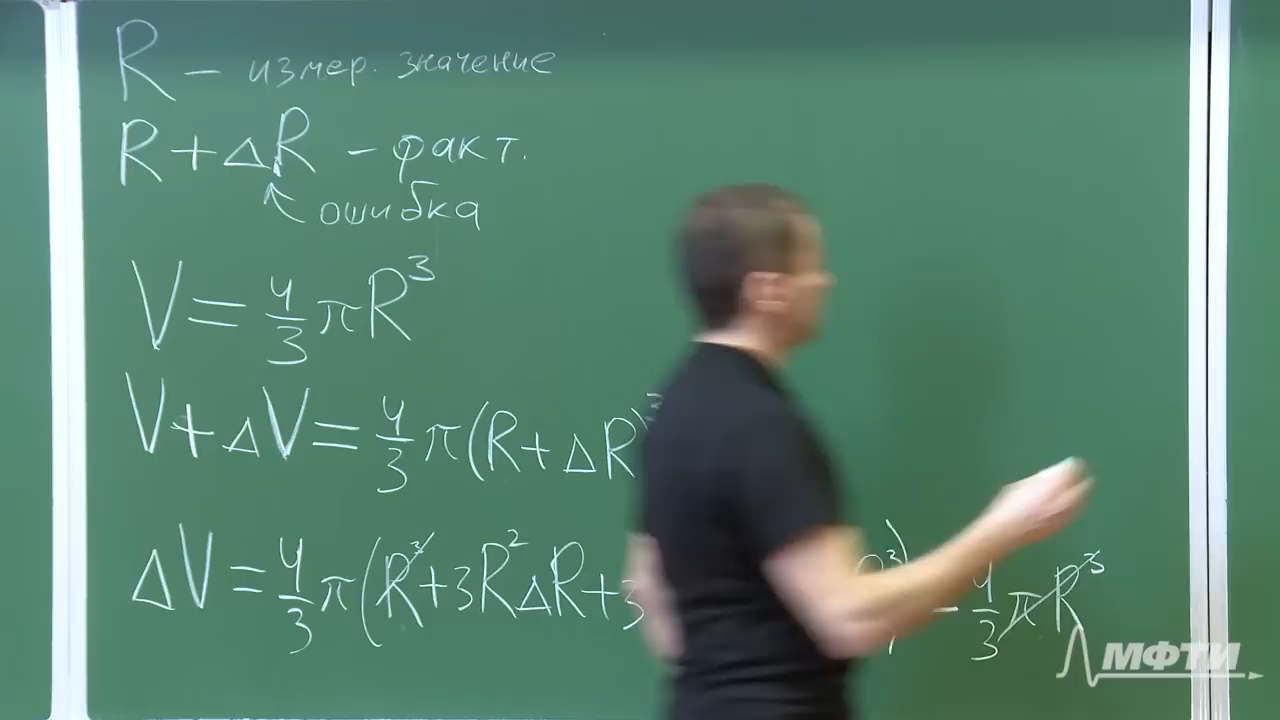 R – измер. значение
R + ΔR – факт.
ошибка
V = 4/3 πR³
V + ΔV = 4/3 π(R + ΔR)
ΔV = 4/3 π(R³ + 3R²ΔR + 3 ³) – 4/3 πR³
МФТИ